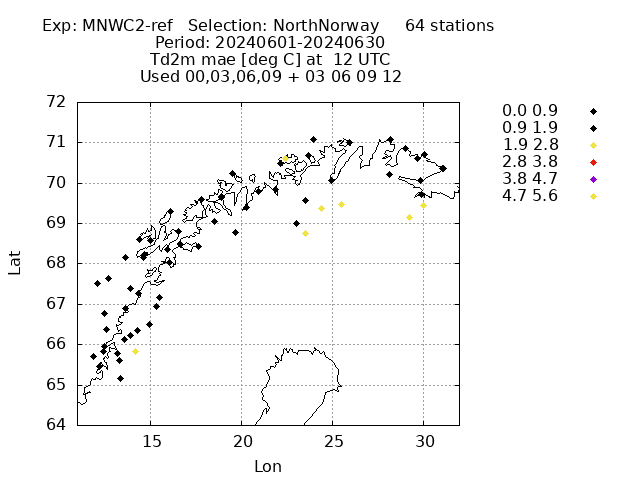 Exp: MNWC2-ref   Selection: NorthNorway     64 stations
Period: 20240601-20240630
Td2m mae [deg C] at  12 UTC
Used 00,03,06,09 + 03 06 09 12
72
71
70
69
68
67
66
65
64
Lat
15 20 25 30
Lon
0.0 0.9
0.9 1.9
1.9 2.8
2.8 3.8
3.8 4.7
4.7 5.6